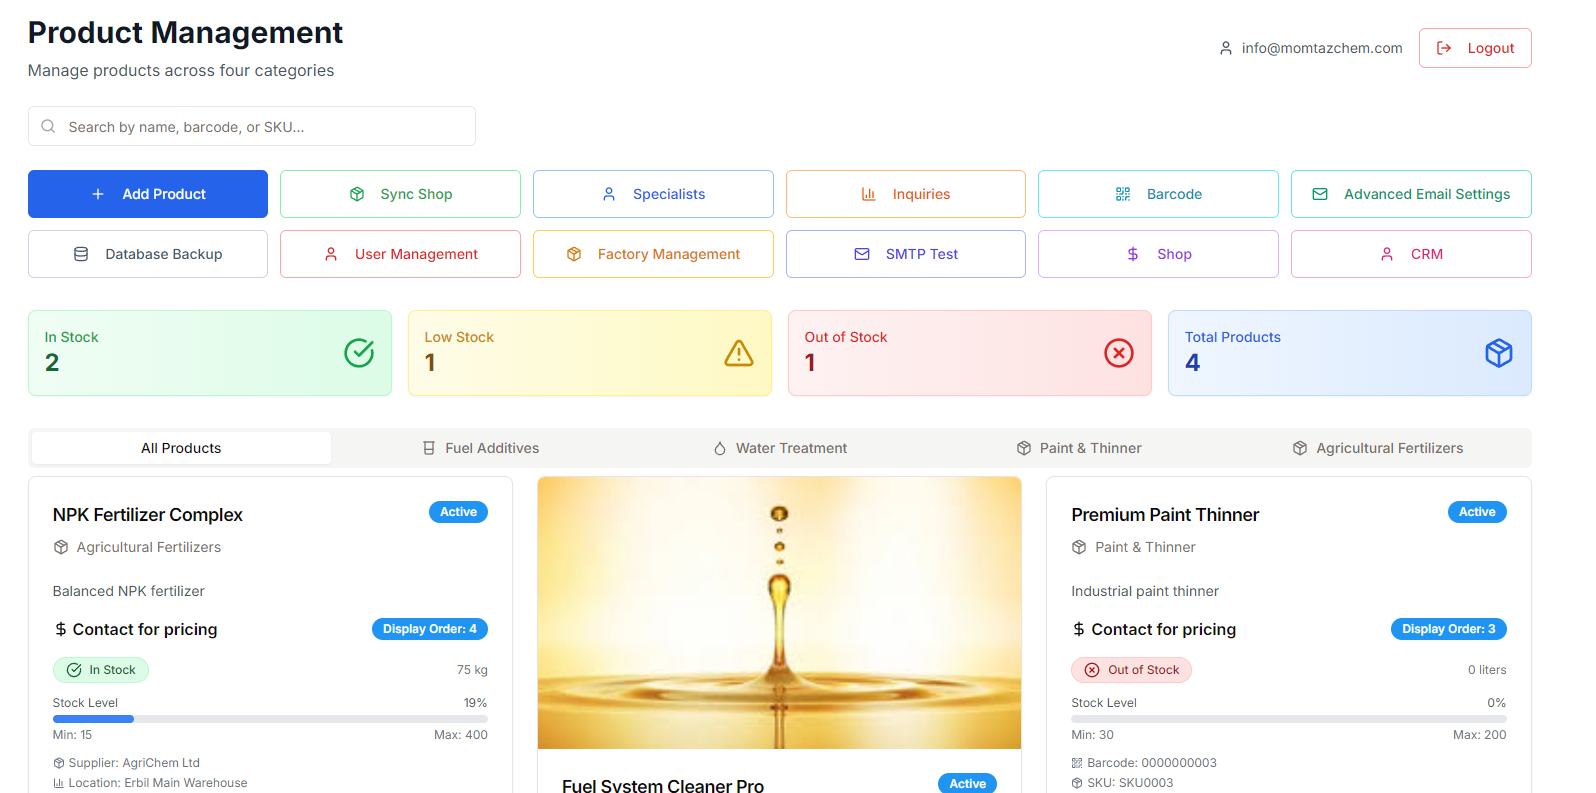 Product Management
Manage products across four categories
info@momtazchem.com
Logout
Search by name, barcode, or SKU...
Add Product
Sync Shop
Specialists
Inquiries
Barcode
Advanced Email Settings
Database Backup
User Management
Factory Management
SMTP Test
Shop
CRM
In Stock
2
Low Stock
1
Out of Stock
1
Total Products
4
All Products
Fuel Additives
Water Treatment
Paint & Thinner
Agricultural Fertilizers
NPK Fertilizer Complex
Active
Agricultural Fertilizers
Balanced NPK fertilizer
$ Contact for pricing
Display Order: 4
In Stock
75 kg
Stock Level
19%
Min: 15
Max: 400
Supplier: AgriChem Ltd
Location: Erbil Main Warehouse
Fuel System Cleaner Pro
Active
Premium Paint Thinner
Active
Paint & Thinner
Industrial paint thinner
$ Contact for pricing
Display Order: 3
Out of Stock
0 liters
Stock Level
0%
Min: 30
Max: 200
Barcode: 0000000003
SKU: SKU0003